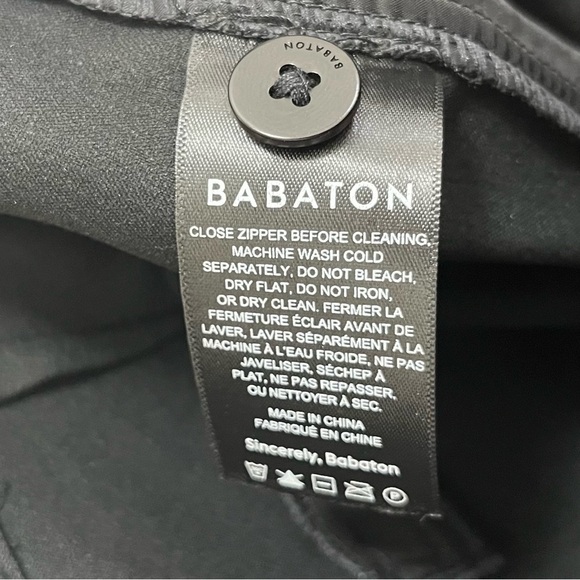 BABATON
BABATON
CLOSE ZIPPER BEFORE CLEANING,
MACHINE WASH COLD
SEPARATELY, DO NOT BLEACH,
DRY FLAT, DO NOT IRON,
OR DRY CLEAN. FERMER LA
FERMETURE ÉCLAIR AVANT DE
LAVER, LAVER SÉPARÉMENT À LA
MACHINE À L'EAU FROIDE, NE PAS
JAVELISER, SÉCHEP À
PLAT, NE PAS REPASSER,
OU NETTOYER À SEC.
MADE IN CHINA
FABRIQUÉ EN CHINE
Sincerely, Babaton
P